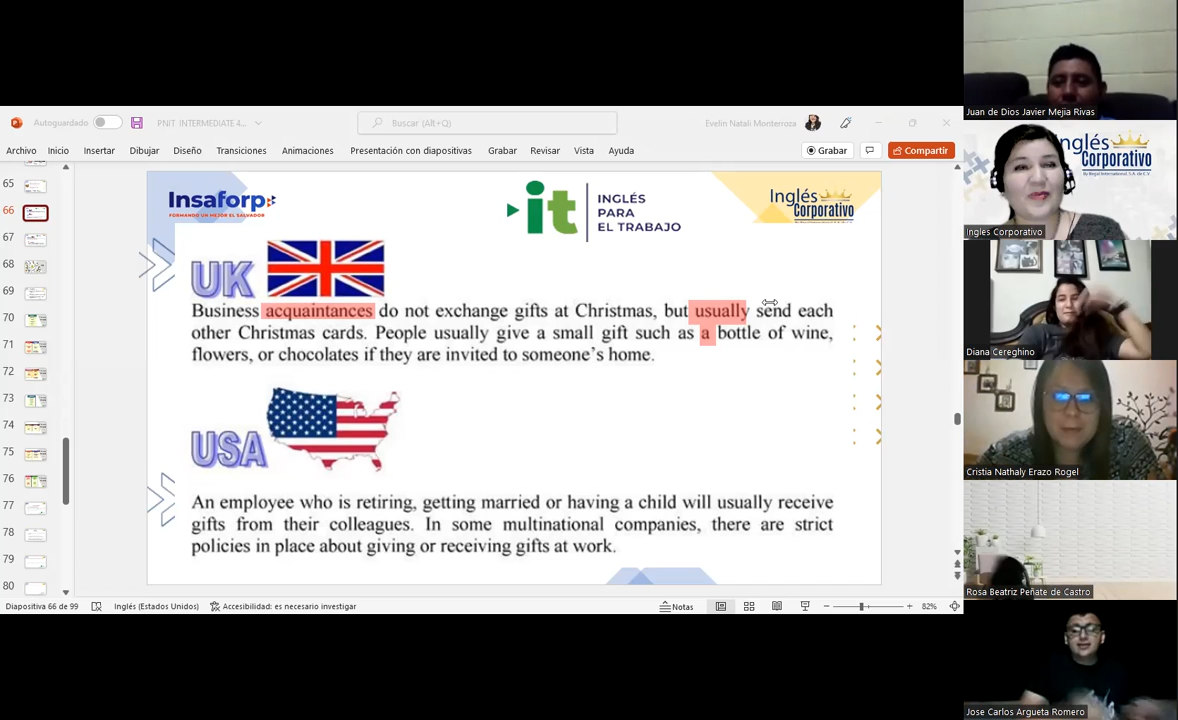 Autoguardado
PNIT INTERMEDIATE 4...
Buscar (Alt+Q)
Evelin Natali Monterroza
Archivo Inicio Insertar Dibujar Diseño Transiciones Animaciones Presentación con diapositivas Grabar Revisar Vista Ayuda
Grabar
Compartir
65
66
67
68
69
70
71
72
73
74
75
76
77
78
79
80
Insaforp
FORMANDO UN MEJOR EL SALVADOR
it
INGLÉS
PARA
EL TRABAJO
Inglés
Corporativo
UK
Business acquaintances do not exchange gifts at Christmas, but usually send each
other Christmas cards. People usually give a small gift such as a bottle of wine,
flowers, or chocolates if they are invited to someone’s home.
USA
An employee who is retiring, getting married or having a child will usually receive
gifts from their colleagues. In some multinational companies, there are strict
policies in place about giving or receiving gifts at work.
Diapositiva 66 de 99
Inglés (Estados Unidos)
Accesibilidad: es necesario investigar
Notas
82%
Juan de Dios Javier Mejia Rivas
Inglés
Corporativo
By Regal International, S.A. de C.V.
Ingles Corporativo
Diana Cereghino
Cristia Nathaly Erazo Rogel
Rosa Beatriz Peñate de Castro
Jose Carlos Argueta Romero